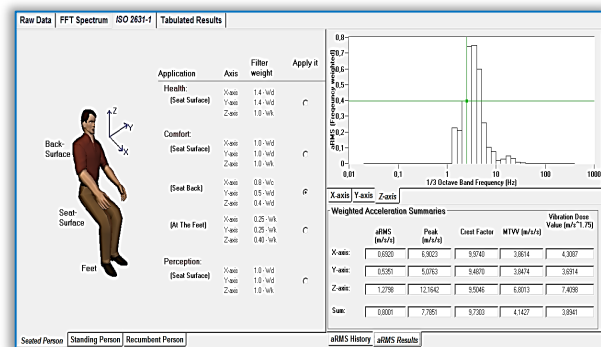 Raw Data FFT Spectrum ISO 2631-1 Tabulated Results
Application Axis Filter weight Apply it
Health:
(Seat Surface)
X-axis 1.4 - Wd
Y-axis 1.4 - Wd
Z-axis 1.0 - Wk
Comfort:
(Seat Surface)
X-axis 1.0 - Wd
Y-axis 1.0 - Wd
Z-axis 1.0 - Wk
(Seat Back)
X-axis 0.8 - Wc
Y-axis 0.5 - Wd
Z-axis 0.4 - Wd
(At The Feet)
X-axis 0.25 - Wk
Y-axis 0.25 - Wk
Z-axis 0.40 - Wk
Perception:
(Seat Surface)
X-axis 1.0 - Wd
Y-axis 1.0 - Wd
Z-axis 1.0 - Wk
Z
Y
X
Back-
Surface
Seat-
Surface
Feet
Seated Person Standing Person Recumbent Person
aRMS (Frequency weighted)
0,8
0,7
0,6
0,5
0,4
0,3
0,2
0,1
0
0,01 0,1 1 10 100 1000
1/3 Octave Band Frequency (Hz)
X-axis Y-axis Z-axis
Weighted Acceleration Summaries
aRMS (m/s/s) Peak (m/s/s) Crest Factor MTVV (m/s/s) Vibration Dose Value (m/s^1.75)
X-axis: 0,6920 6,9023 9,9740 3,8614 4,3087
Y-axis: 0,5351 5,0763 9,4870 3,8474 3,6914
Z-axis: 1,2798 12,1642 9,5046 6,8013 7,4098
Sum: 0,8001 7,7851 9,7303 4,1427 3,8941
aRMS History aRMS Results